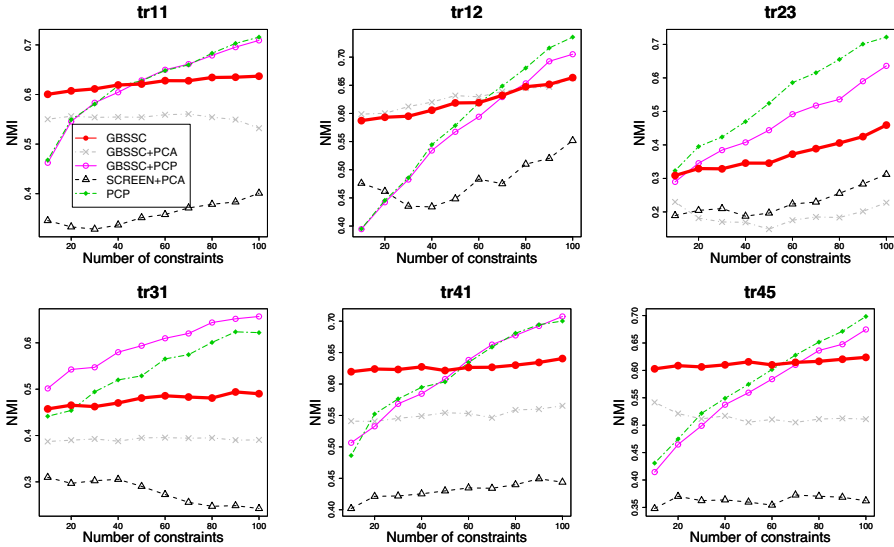 tr11
NMI
0.4 0.5 0.6 0.7
GBSSC
GBSSC+PCA
GBSSC+PCP
SCREEN+PCA
PCP
20 40 60 80 100
Number of constraints
tr12
NMI
0.40 0.45 0.50 0.55 0.60 0.65 0.70
20 40 60 80 100
Number of constraints
tr23
NMI
0.2 0.3 0.4 0.5 0.6 0.7
20 40 60 80 100
Number of constraints
tr31
NMI
0.3 0.4 0.5 0.6
20 40 60 80 100
Number of constraints
tr41
NMI
0.40 0.45 0.50 0.55 0.60 0.65 0.70
20 40 60 80 100
Number of constraints
tr45
NMI
0.35 0.40 0.45 0.50 0.55 0.60 0.65 0.70
20 40 60 80 100
Number of constraints